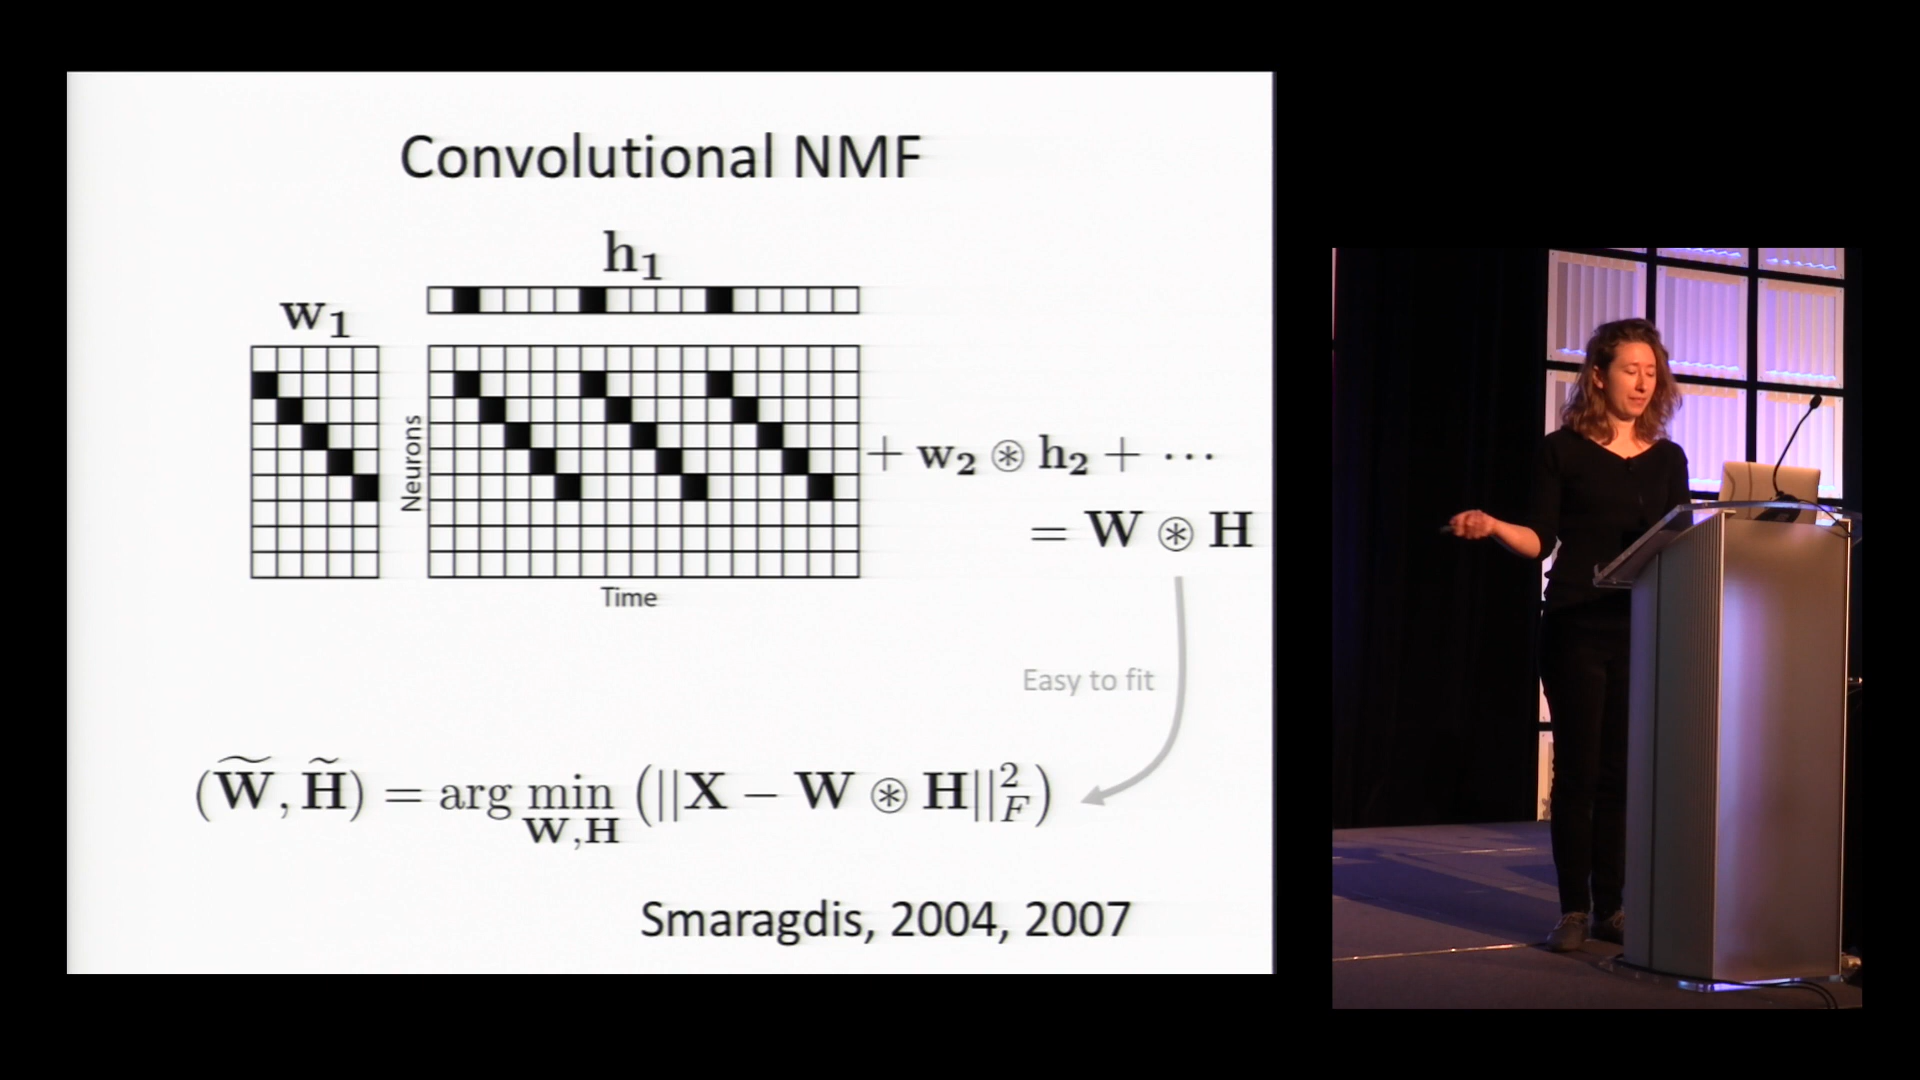 Convolutional NMF
h₁
w₁
Neurons
+ w₂ ⊛ h₂ + ⋯
= W ⊛ H
Time
Easy to fit
(W̃, H̃) = arg min (||X − W ⊛ H||²_F)
W,H
Smaragdis, 2004, 2007